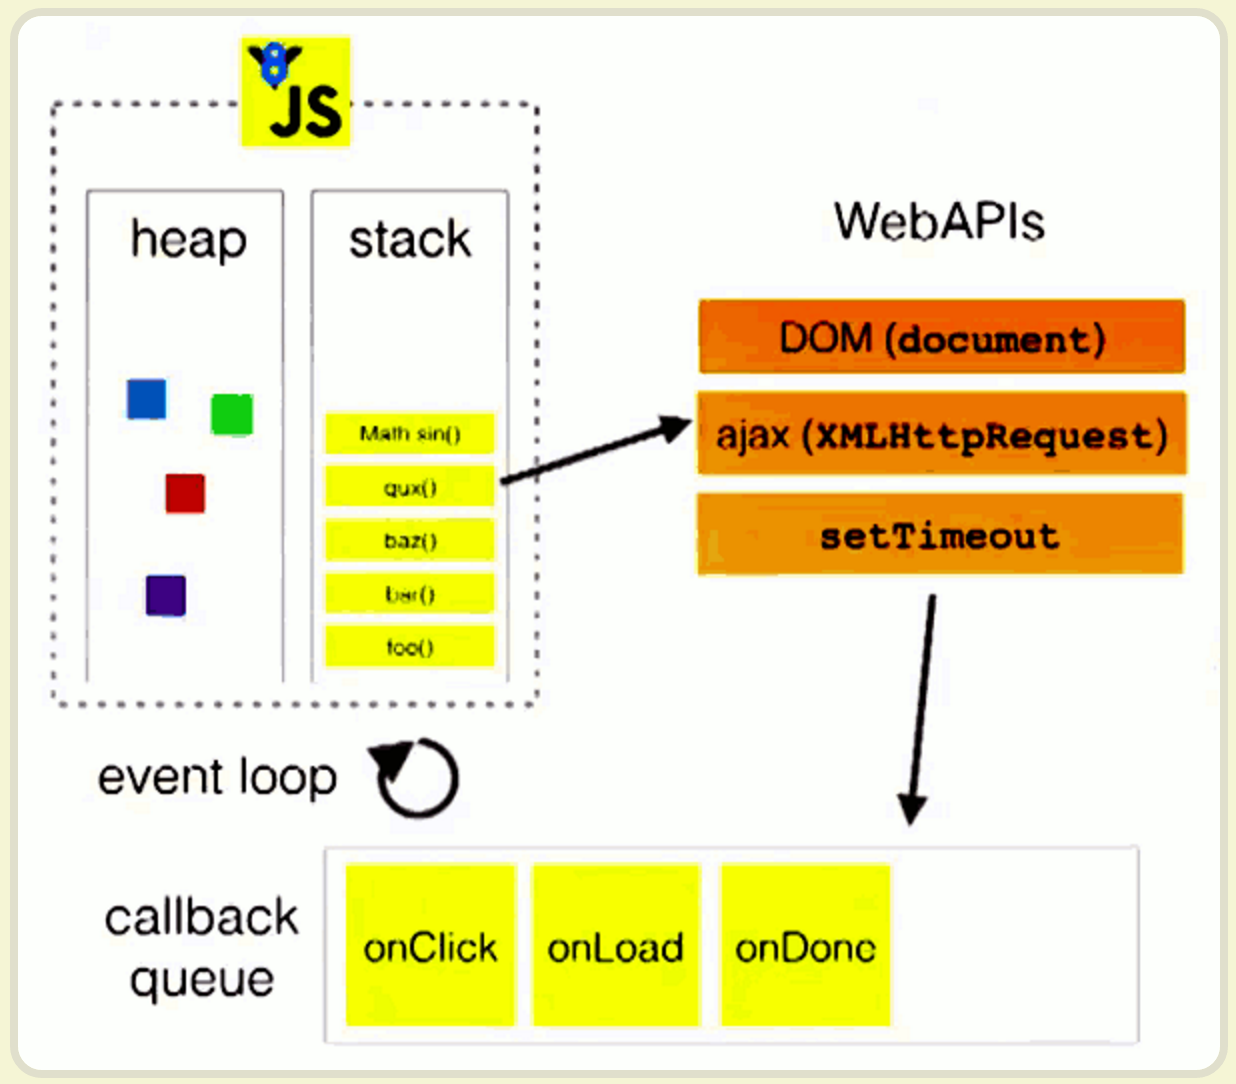 8
JS
heap
stack
Math sin()
qux()
baz()
bar()
foo()
WebAPIs
DOM (document)
ajax (XMLHttpRequest)
setTimeout
event loop
callback
queue
onClick
onLoad
onDone